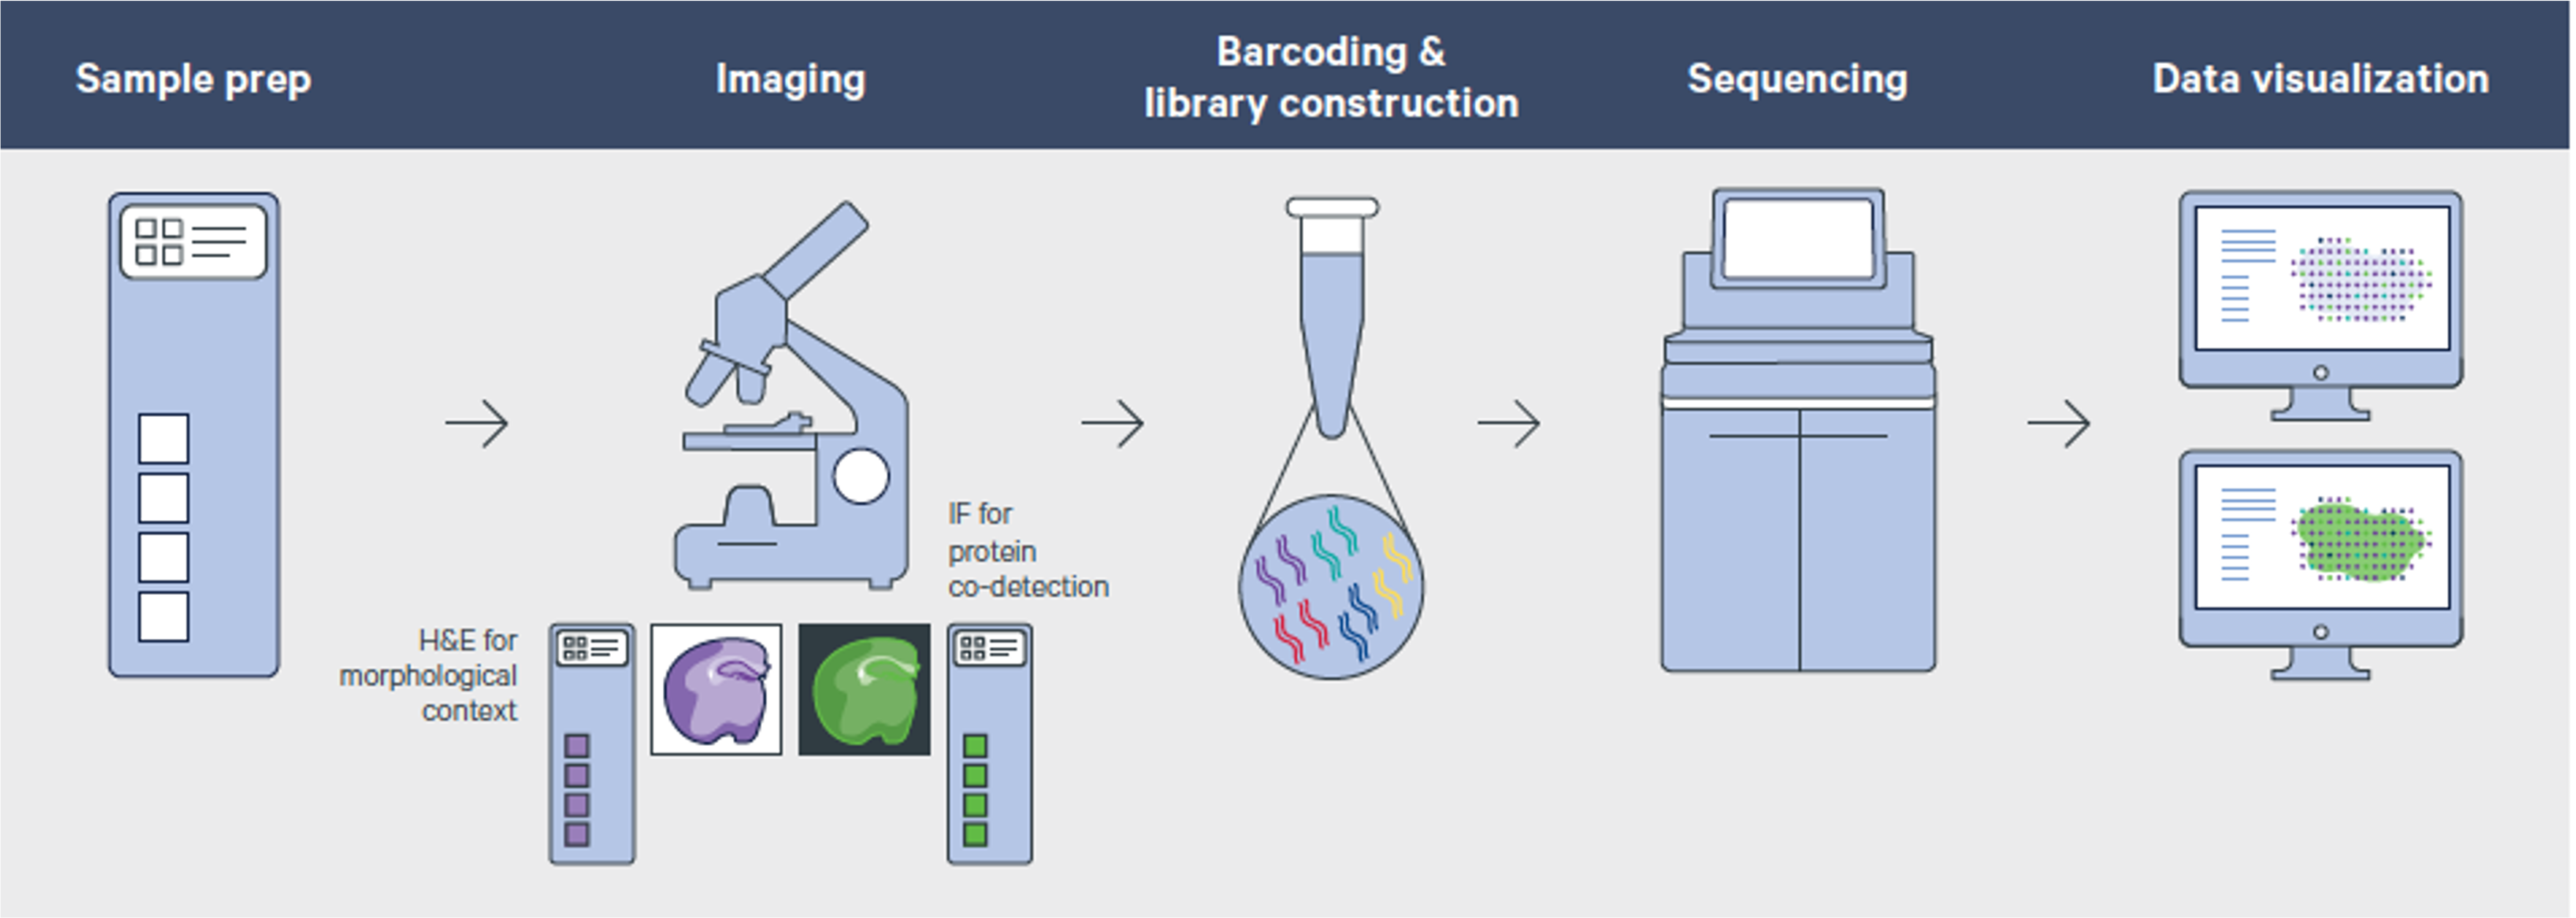 Sample prep
Imaging
Barcoding &
library construction
Sequencing
Data visualization
IF for
protein
co-detection
H&E for
morphological
context